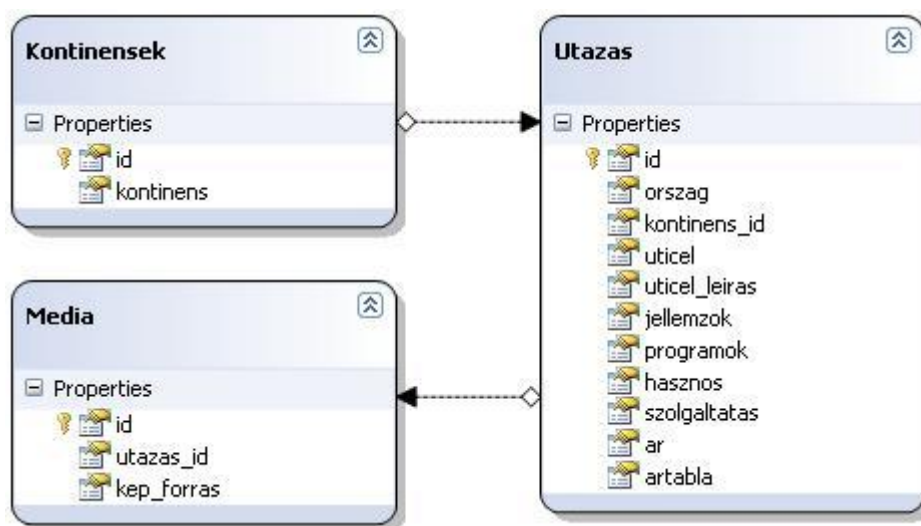 Kontinensek
Properties
id
kontinens
Media
Properties
id
utazas_id
kep_forras
Utazas
Properties
id
orszag
kontinens_id
uticel
uticel_leiras
jellemzok
programok
hasznos
szolgaltatas
ar
artabla